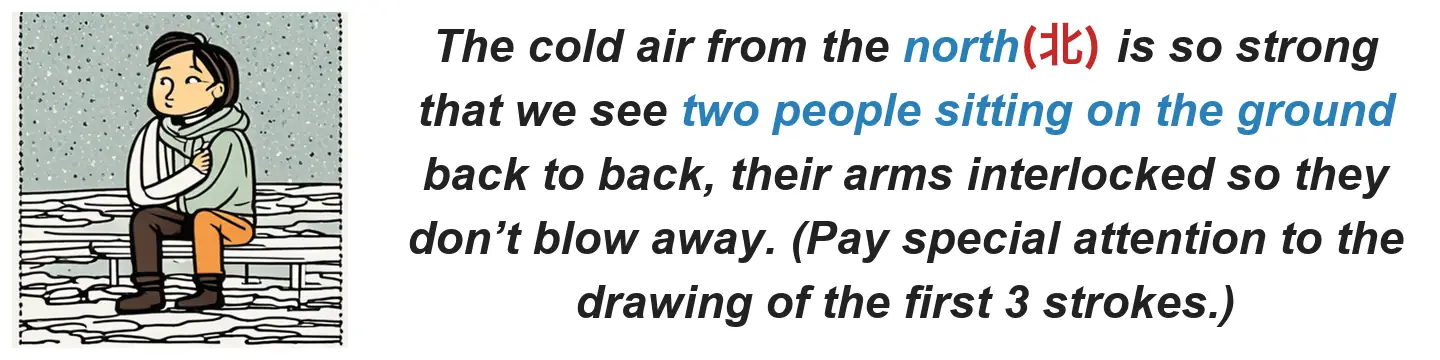 The cold air from the north(北) is so strong
that we see two people sitting on the ground
back to back, their arms interlocked so they
don’t blow away. (Pay special attention to the
drawing of the first 3 strokes.)